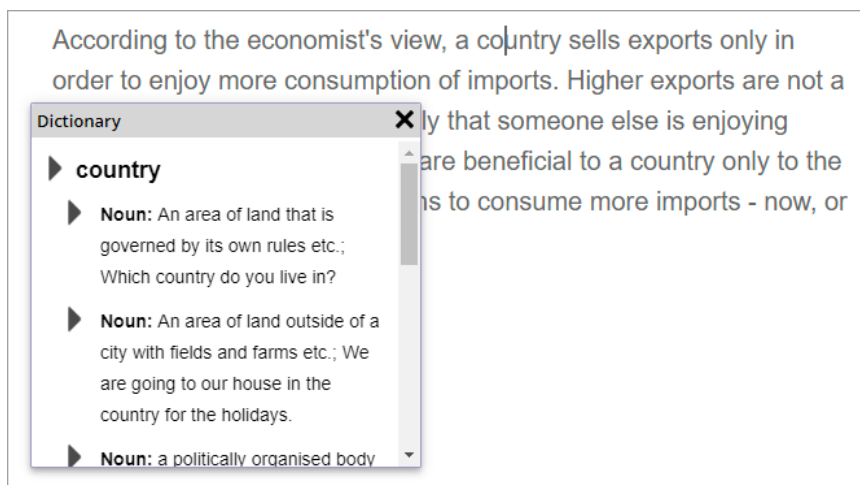 According to the economist's view, a country sells exports only in
order to enjoy more consumption of imports. Higher exports are not a
ly that someone else is enjoying
are beneficial to a country only to the
ns to consume more imports - now, or
Dictionary
country
Noun: An area of land that is
governed by its own rules etc.;
Which country do you live in?
Noun: An area of land outside of a
city with fields and farms etc.; We
are going to our house in the
country for the holidays.
Noun: a politically organised body